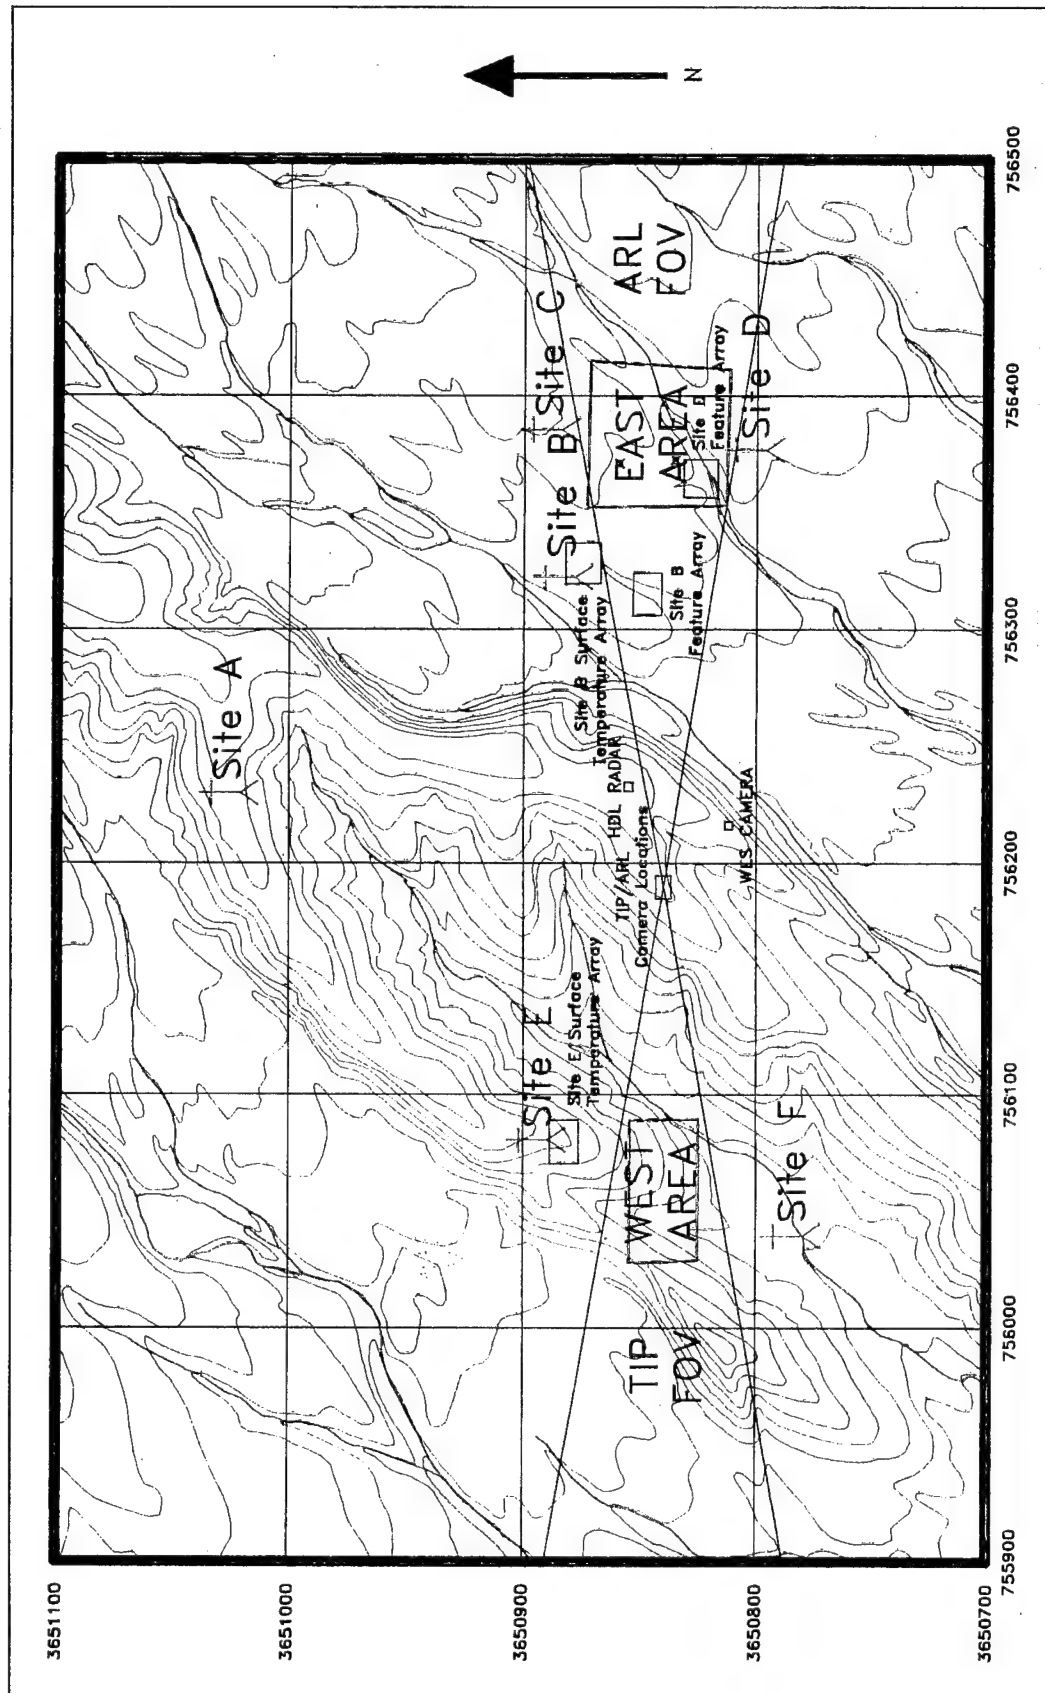 N
3651100
3651000
3650900
3650800
3650700
755900
756000
756100
756200
756300
756400
756500
Site A
Site E
Site E Surface
Temperature Array
Site B
Site C
Site B Surface
Temperature Array
HDL RADAR
TIP/ARL
Camera Locations
WES CAMERA
Site B
Feature Array
EAST
AREA
Site D
Feature Array
Site D
ARL
FOV
WEST
AREA
TIP
FOV
Site F